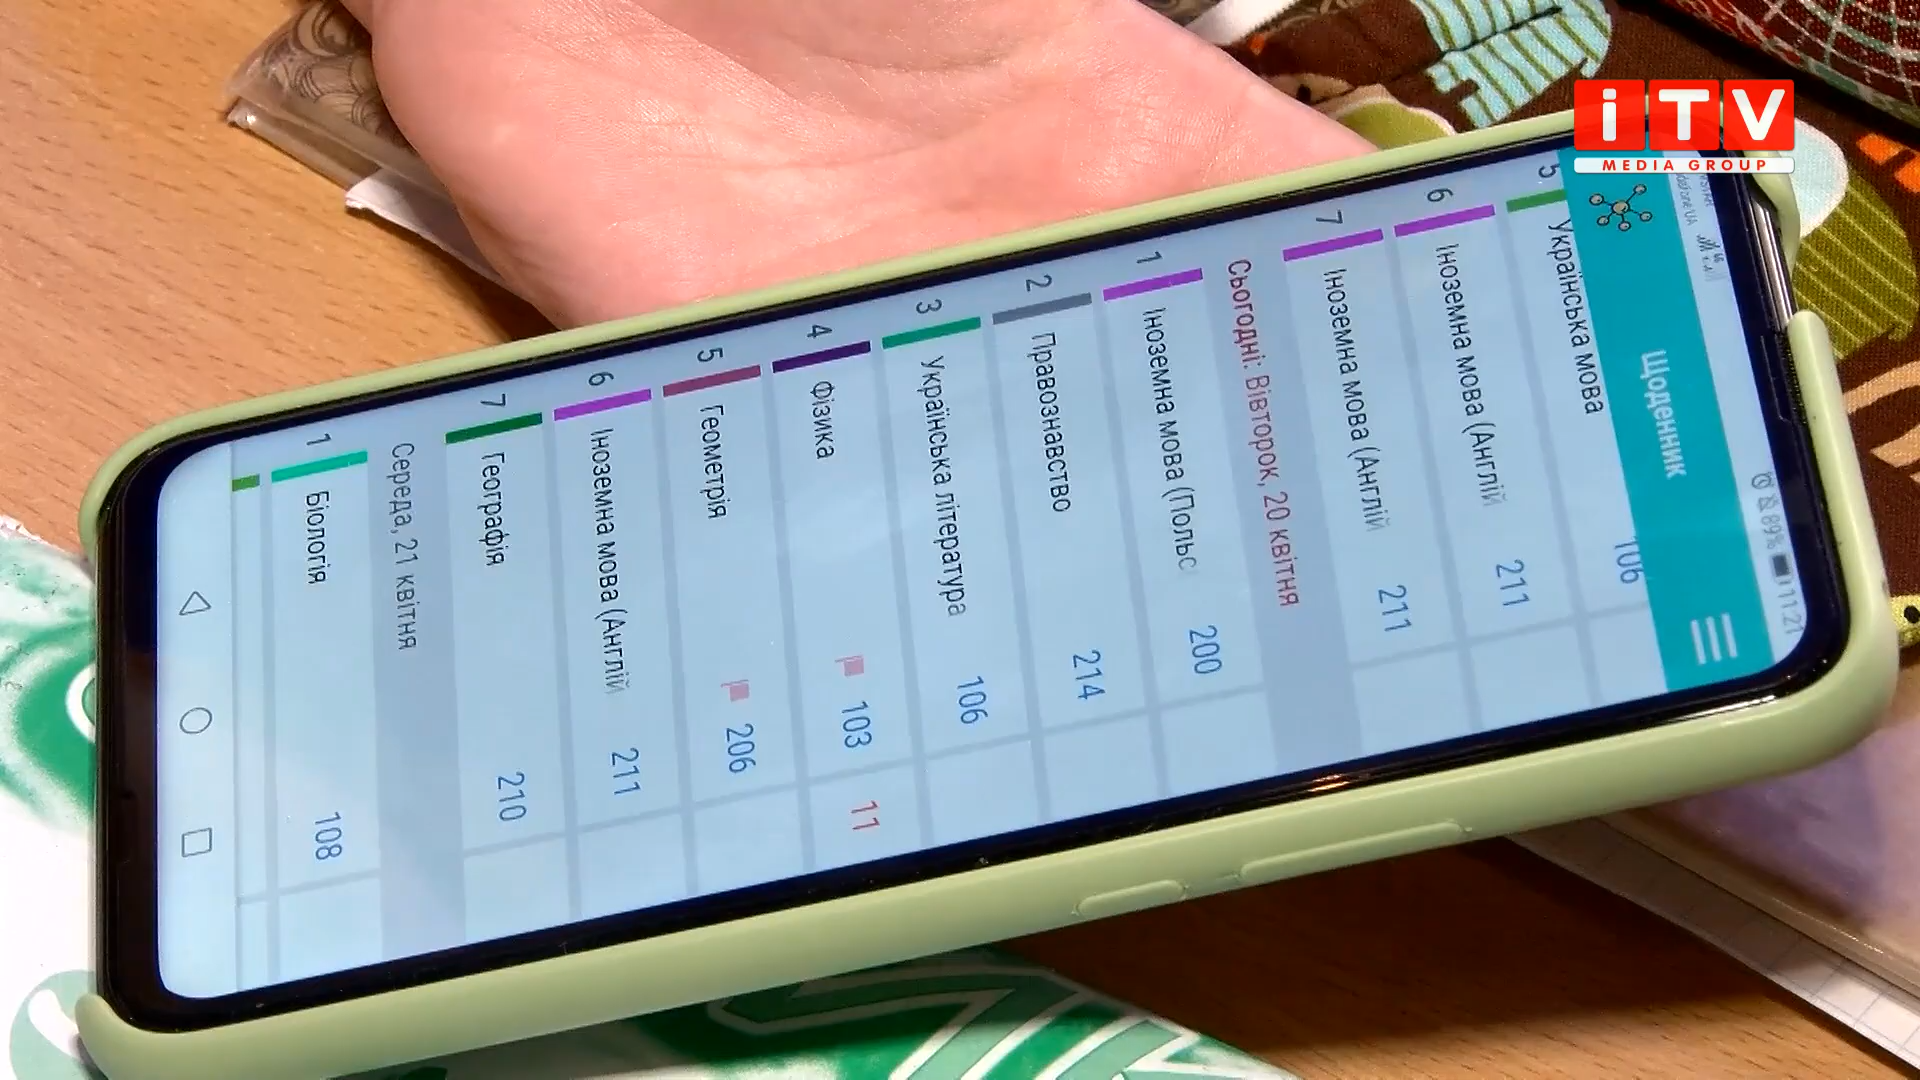 iTV
MEDIA GROUP
89% 11:21
Щоденник
5 Українська мова 106
6 Іноземна мова (Англій 211
7 Іноземна мова (Англій 211
Сьогодні: Вівторок, 20 квітня
1 Іноземна мова (Польс 200
2 Правознавство 214
3 Українська література 106
4 Фізика 103 11
5 Геометрія 206
6 Іноземна мова (Англій 211
7 Географія 210
Середа, 21 квітня
1 Біологія 108